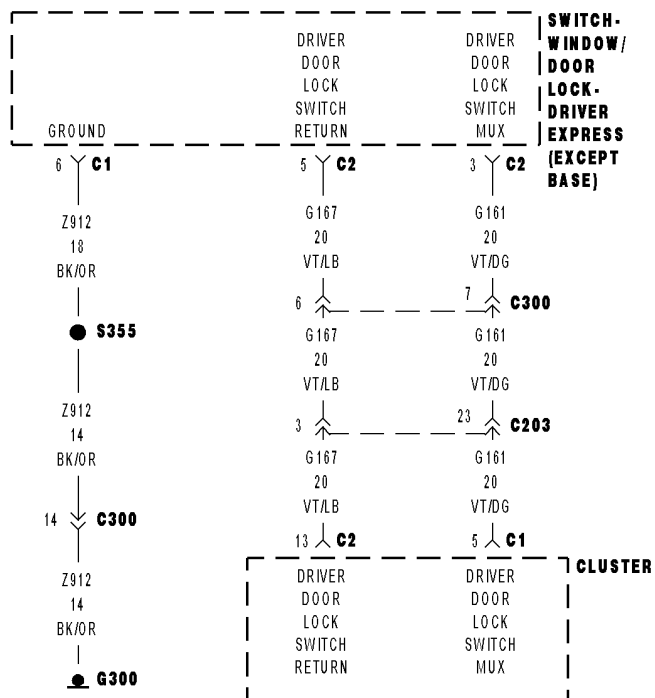 SWITCH-
WINDOW/
DOOR
LOCK-
DRIVER
EXPRESS
(EXCEPT
BASE)
GROUND
DRIVER
DOOR
LOCK
SWITCH
RETURN
DRIVER
DOOR
LOCK
SWITCH
MUX
6 C1
5 C2
3 C2
Z912
18
BK/OR
G167
20
VT/LB
G161
20
VT/DG
6
7 C300
S355
G167
20
VT/LB
G161
20
VT/DG
Z912
14
BK/OR
3
23 C203
G167
20
VT/LB
G161
20
VT/DG
14 C300
13 C2
5 C1
Z912
14
BK/OR
G300
CLUSTER
DRIVER
DOOR
LOCK
SWITCH
RETURN
DRIVER
DOOR
LOCK
SWITCH
MUX